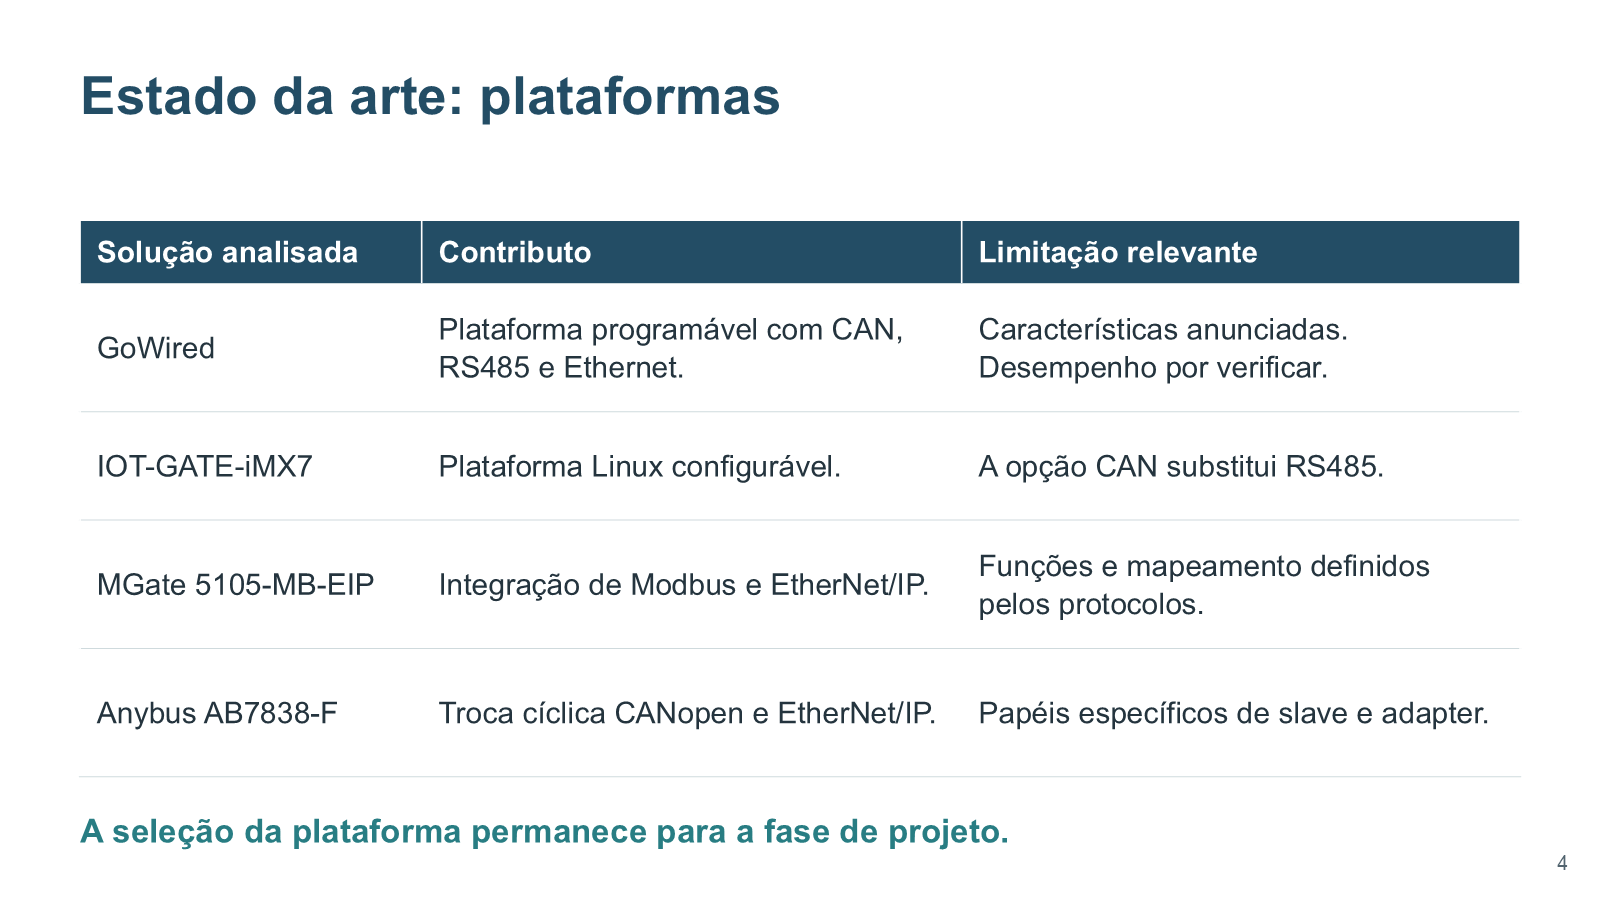 Estado da arte: plataformas
Solução analisada
Contributo
Limitação relevante
GoWired
Plataforma programável com CAN,
RS485 e Ethernet.
Características anunciadas.
Desempenho por verificar.
IOT-GATE-iMX7
Plataforma Linux configurável.
A opção CAN substitui RS485.
MGate 5105-MB-EIP
Integração de Modbus e EtherNet/IP.
Funções e mapeamento definidos
pelos protocolos.
Anybus AB7838-F
Troca cíclica CANopen e EtherNet/IP.
Papéis específicos de slave e adapter.
A seleção da plataforma permanece para a fase de projeto.
4